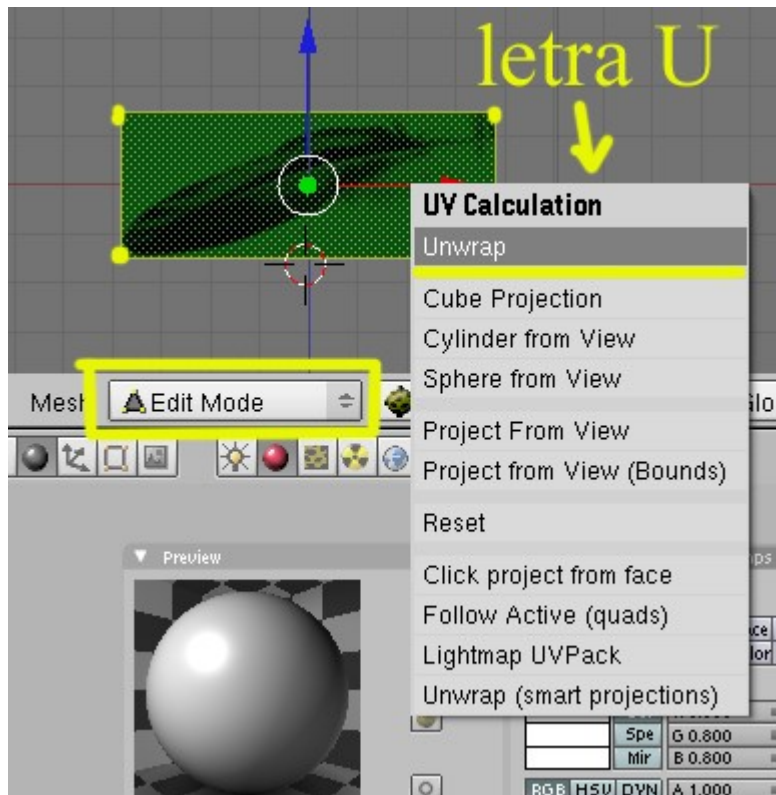 letra U
UV Calculation
Unwrap
Cube Projection
Cylinder from View
Sphere from View
Mesh Edit Mode
Project From View
Project from View (Bounds)
Reset
Preview
Click project from face
Follow Active (quads)
Lightmap UVPack
Unwrap (smart projections)
Spe G 0.800
Mir B 0.800
RGB HSV DYN A 1.000